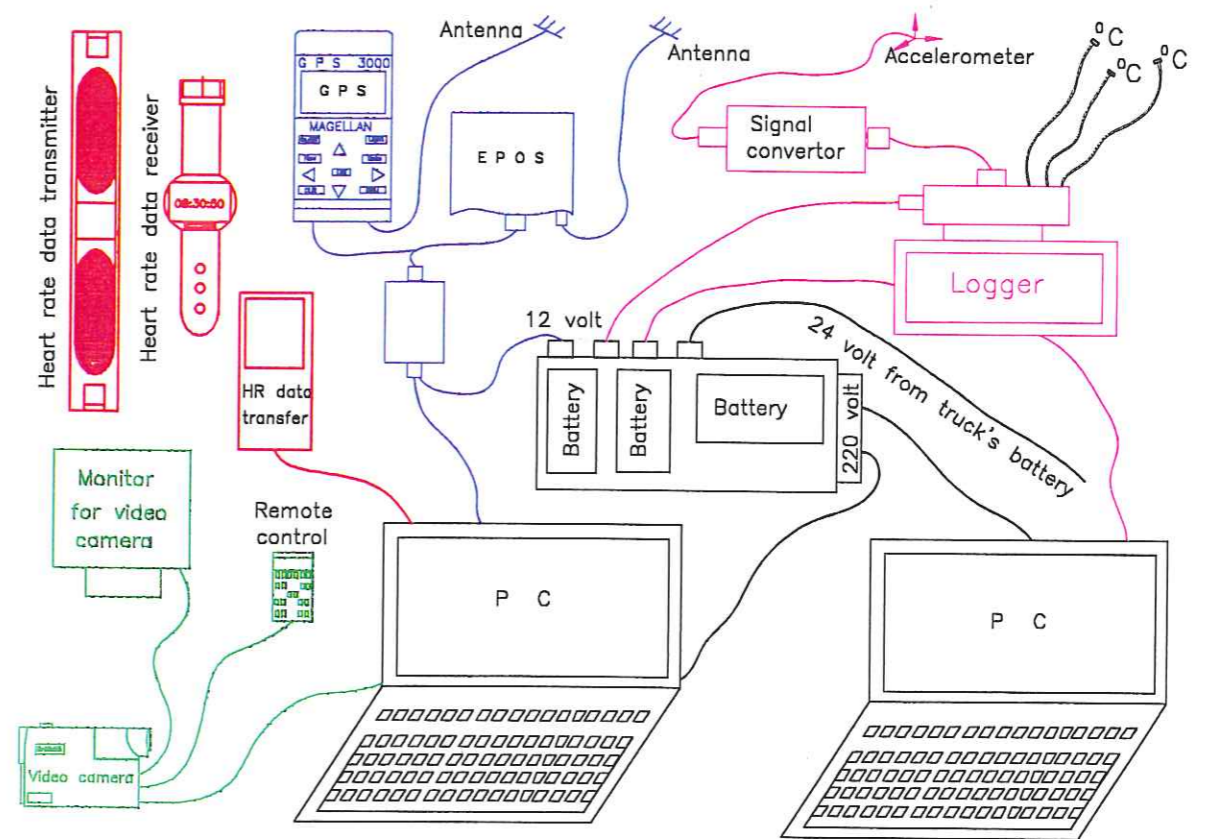 Heart rate data transmitter
Heart rate data receiver
08:30:50
GPS 3000
GPS
MAGELLAN
Antenna
EPOS
Antenna
Accelerometer
Signal
convertor
°C
°C
°C
Logger
12 volt
24 volt from truck's battery
Battery
Battery
Battery
220 volt
HR data
transfer
Monitor
for video
camera
Remote
control
Video camera
P C
P C